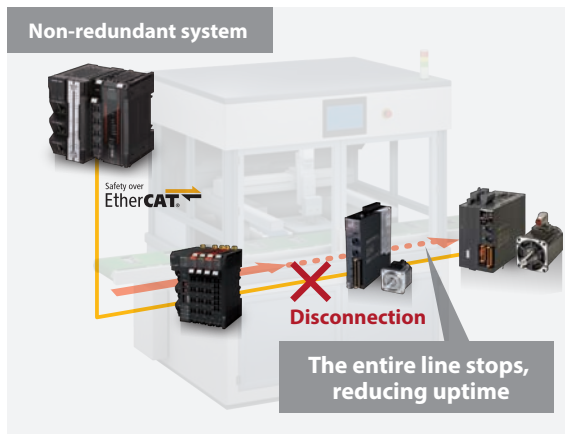 Non-redundant system
Safety over
EtherCAT®
Disconnection
The entire line stops,
reducing uptime